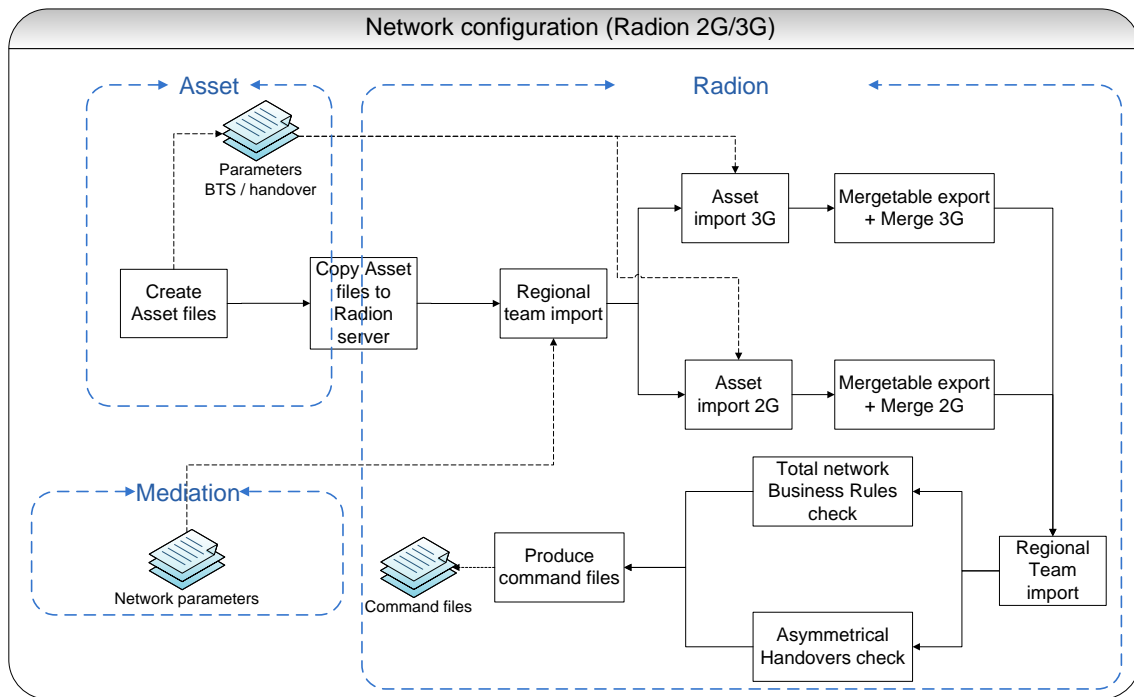 Network configuration (Radion 2G/3G)
Asset
Radion
Parameters
BTS / handover
Asset
import 3G
Mergetable export
+ Merge 3G
Create
Asset files
Copy Asset
files to
Radion
server
Regional
team import
Asset
import 2G
Mergetable export
+ Merge 2G
Mediation
Network parameters
Total network
Business Rules
check
Produce
command files
Command files
Regional
Team
import
Asymmetrical
Handovers check